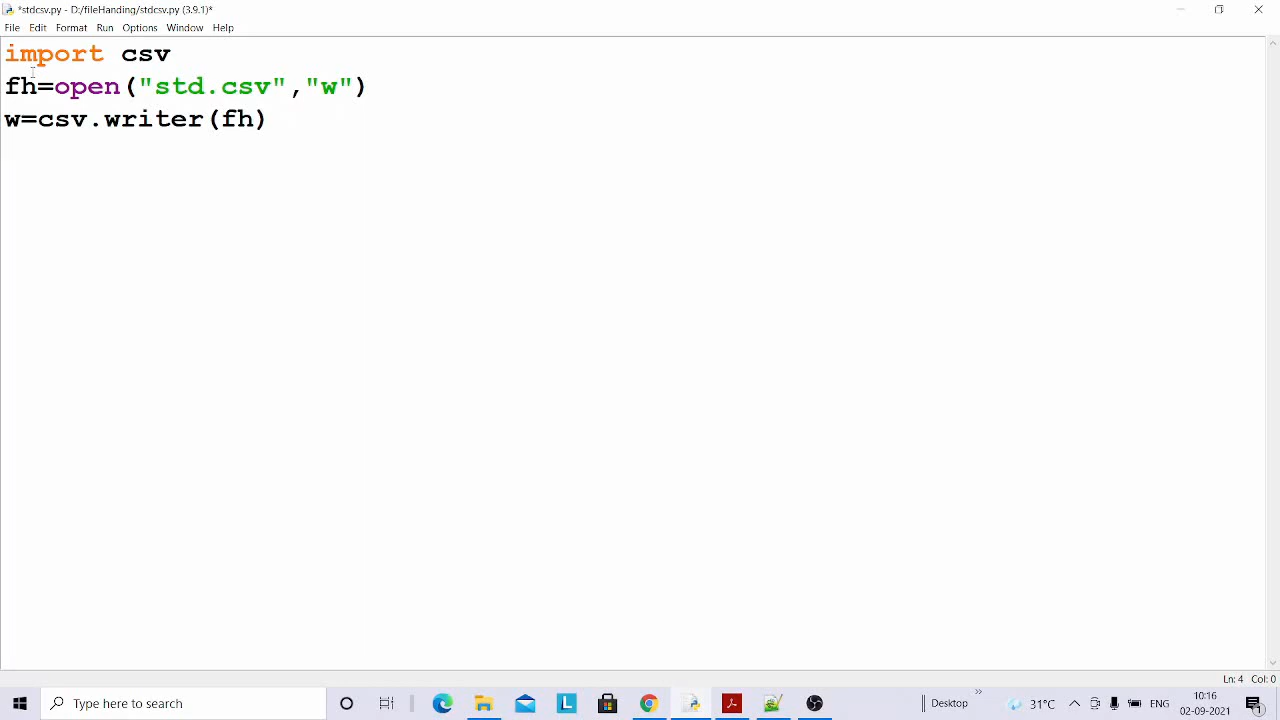 *stdcsv.py - D:/fileHanding/stdcsv.py (3.9.1)*
File Edit Format Run Options Window Help
import csv
fh=open("std.csv","w")
w=csv.writer(fh)
Ln: 4 Col: 0
Type here to search
L
Desktop
»
31°C
ENG
10:16
02-09-2021
1